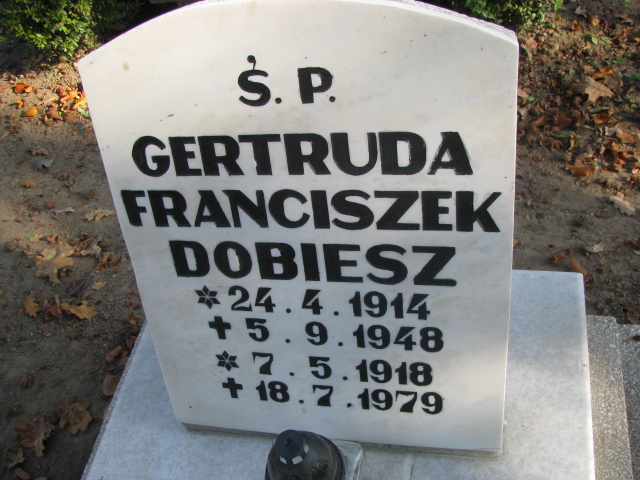 Ś. P.
GERTRUDA
FRANCISZEK
DOBIESZ
* 24. 4. 1914
✝ 5. 9. 1948
* 7. 5. 1918
✝ 18. 7. 1979